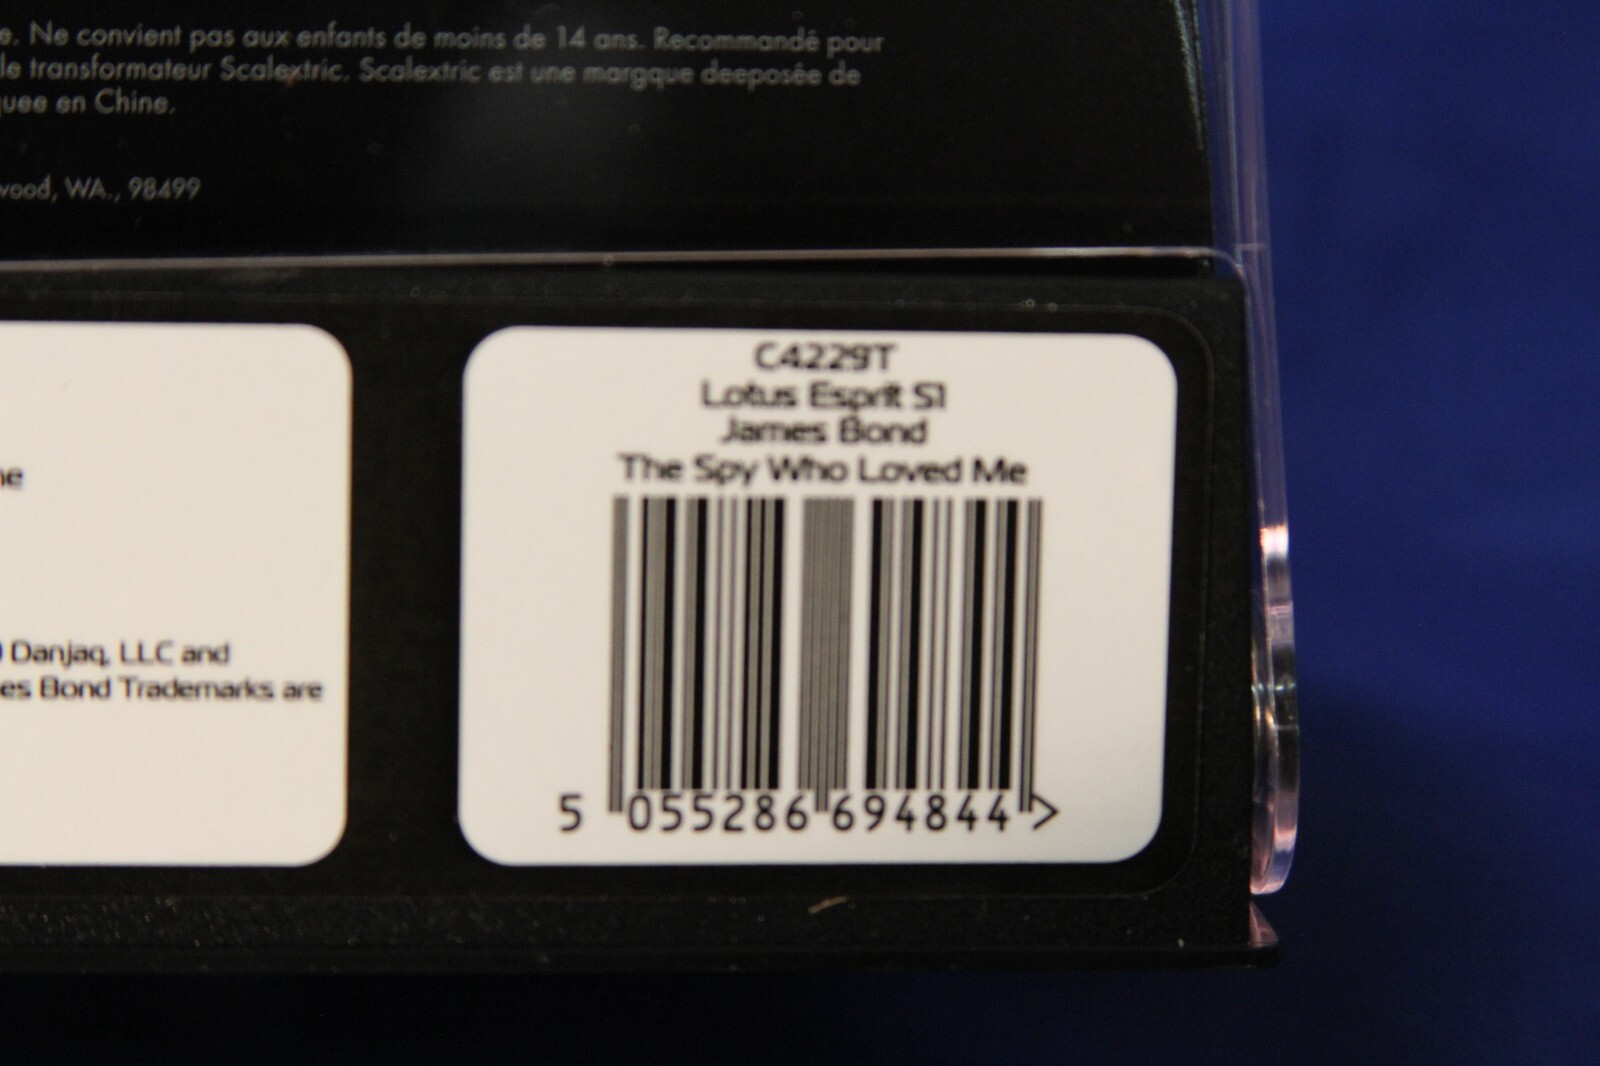 e. Ne convient pas aux enfants de moins de 14 ans. Recommandé pour
le transformateur Scalextric. Scalextric est une margque deeposée de
quee en Chine.
wood, WA., 98499
C4229T
Lotus Esprit S1
James Bond
The Spy Who Loved Me
5 055286 694844 >
ne
Danjaq, LLC and
es Bond Trademarks are